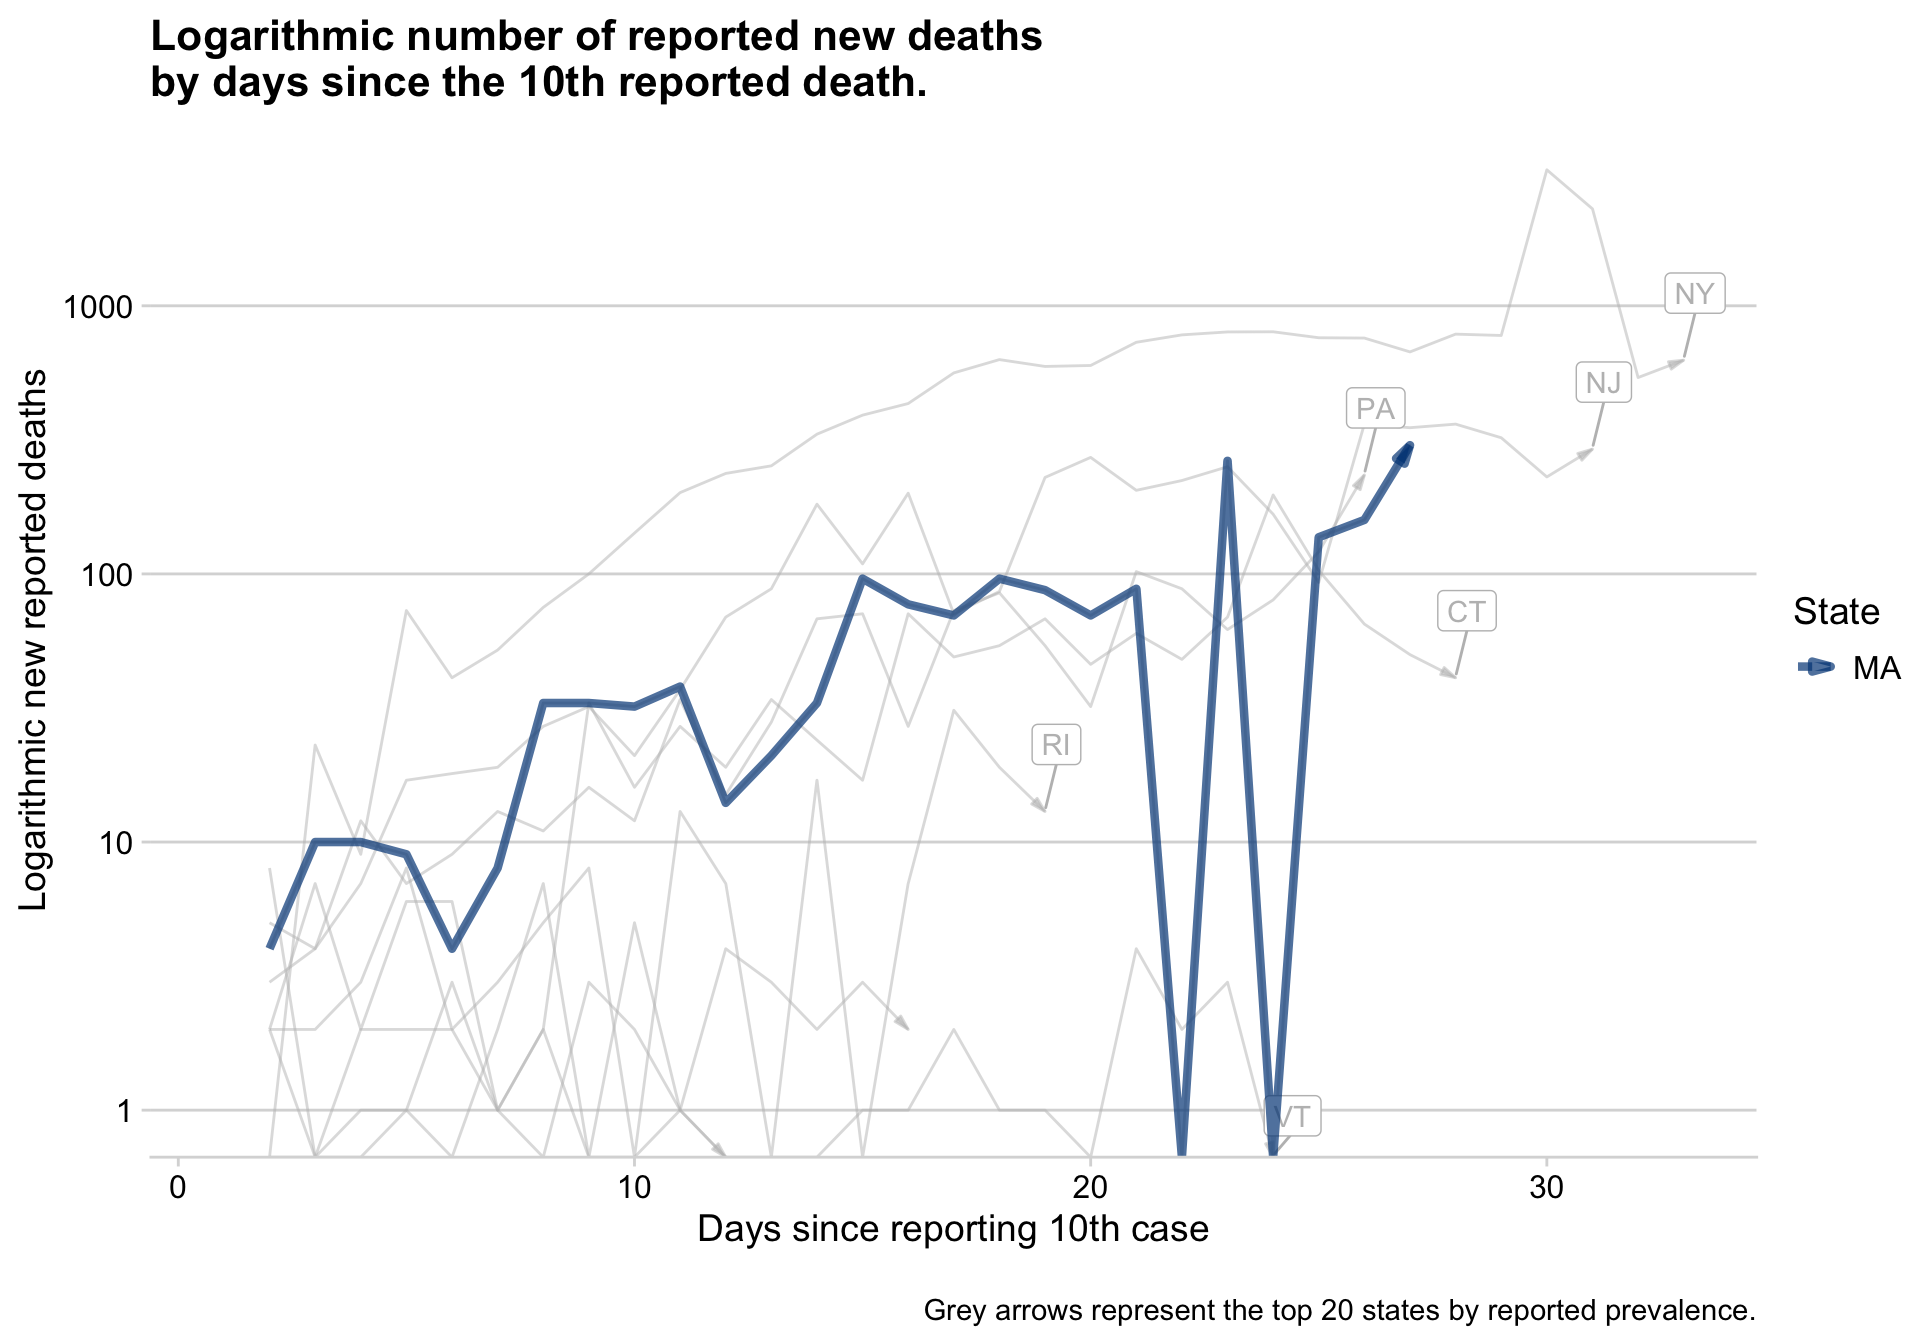 Logarithmic number of reported new deaths
by days since the 10th reported death.
Logarithmic new reported deaths
1000
100
10
1
NY
NJ
PA
CT
RI
VT
State
MA
0
10
20
30
Days since reporting 10th case
Grey arrows represent the top 20 states by reported prevalence.